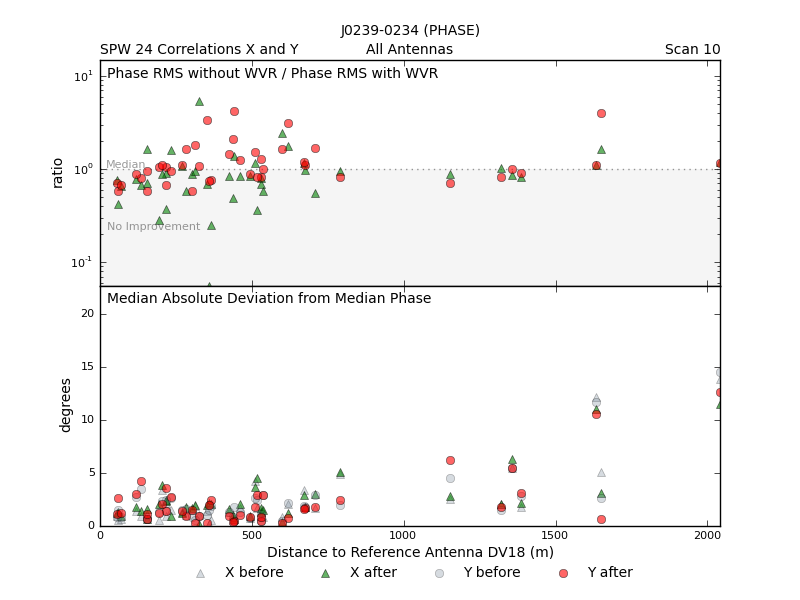 J0239-0234 (PHASE)
SPW 24 Correlations X and Y All Antennas Scan 10
Phase RMS without WVR / Phase RMS with WVR
10¹
Median
10⁰
ratio
No Improvement
10⁻¹
Median Absolute Deviation from Median Phase
20
15
10
degrees
5
0
0 500 1000 1500 2000
Distance to Reference Antenna DV18 (m)
X before X after Y before Y after